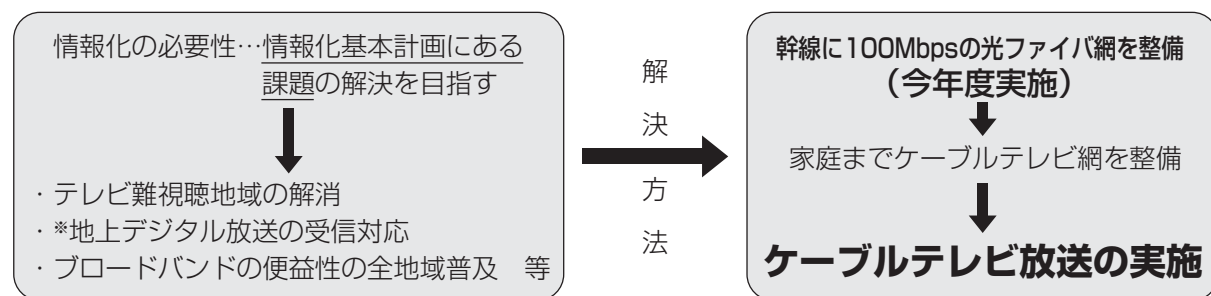 情報化の必要性…情報化基本計画にある
課題の解決を目指す
・テレビ難視聴地域の解消
・※地上デジタル放送の受信対応
・ブロードバンドの便益性の全地域普及　等
解決方法
幹線に100Mbpsの光ファイバ網を整備
（今年度実施）
家庭までケーブルテレビ網を整備
ケーブルテレビ放送の実施